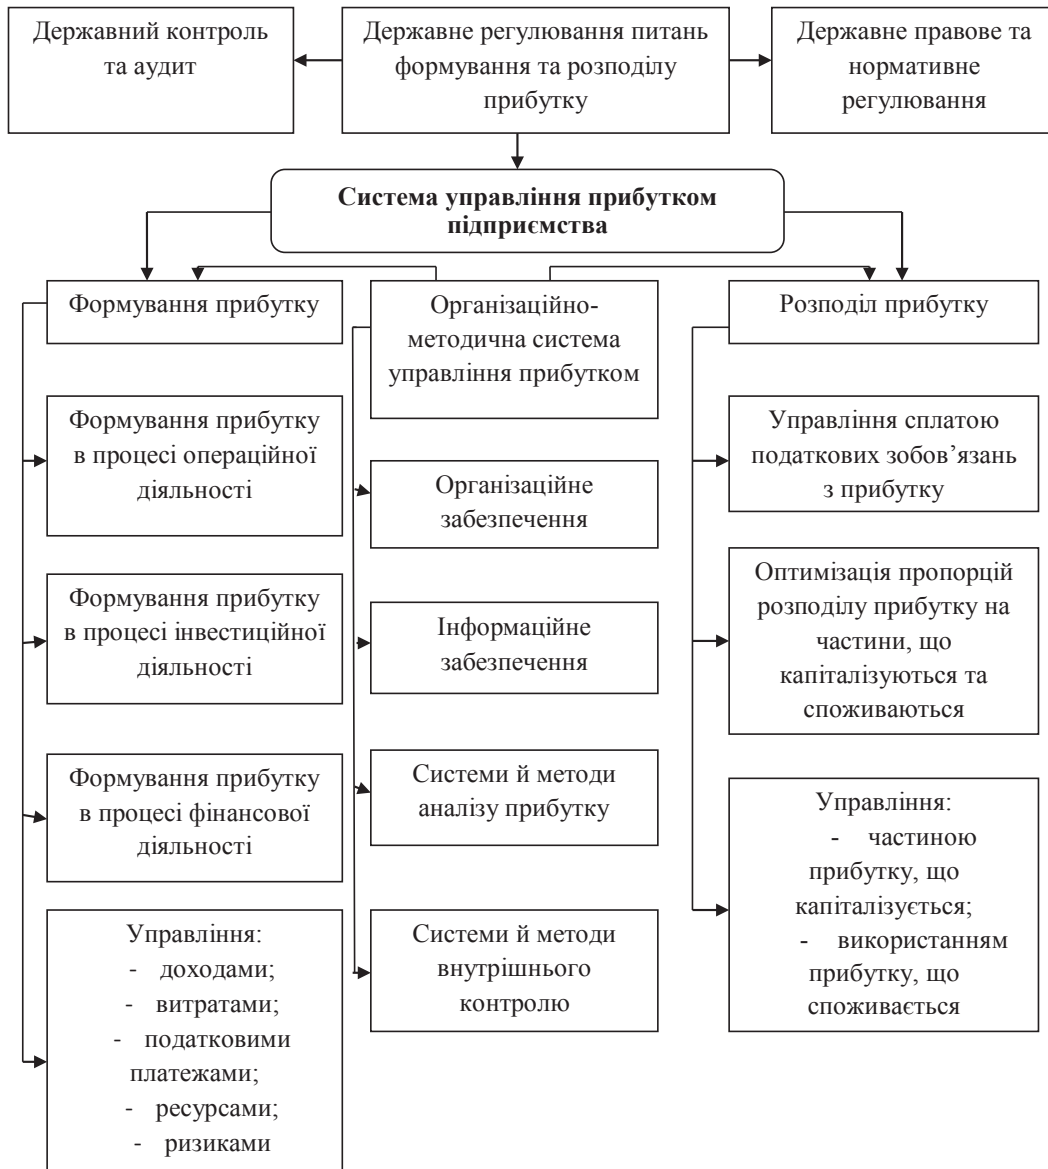 Державний контроль
та аудит
Державне регулювання питань
формування та розподілу
прибутку
Державне правове та
нормативне
регулювання
Система управління прибутком
підприємства
Формування прибутку
Організаційно-
методична система
управління прибутком
Розподіл прибутку
Формування прибутку
в процесі операційної
діяльності
Організаційне
забезпечення
Управління сплатою
податкових зобов’язань
з прибутку
Формування прибутку
в процесі інвестиційної
діяльності
Інформаційне
забезпечення
Оптимізація пропорцій
розподілу прибутку на
частини, що
капіталізуються та
споживаються
Формування прибутку
в процесі фінансової
діяльності
Системи й методи
аналізу прибутку
Управління:
- частиною
прибутку, що
капіталізується;
- використанням
прибутку, що
споживається
Управління:
- доходами;
- витратами;
- податковими
платежами;
- ресурсами;
- ризиками
Системи й методи
внутрішнього
контролю